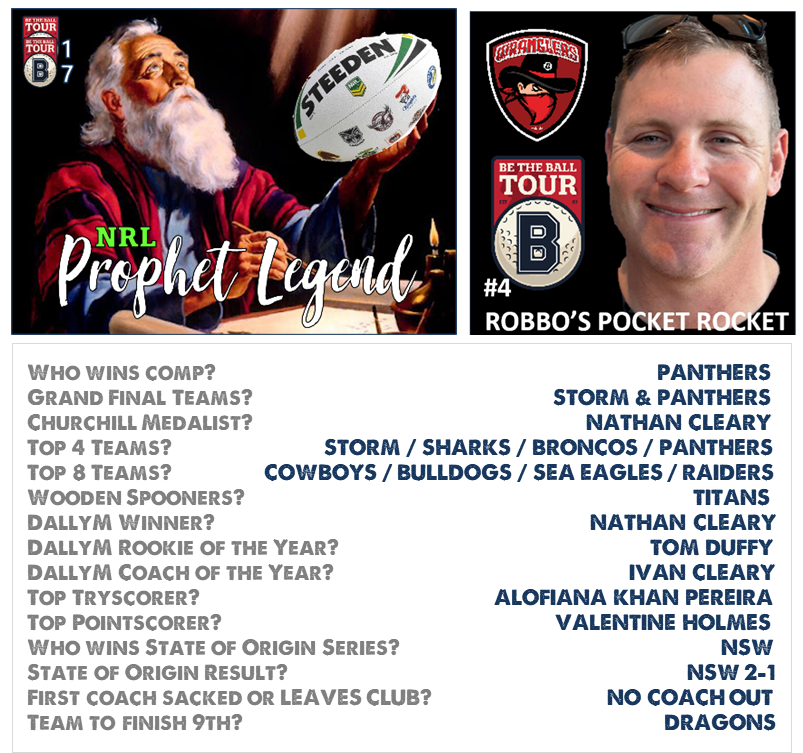 BE THE BALL
TOUR
BE THE BALL
TOUR
B
1
7
STEEDEN
NRL
NRL
Prophet Legend
WRANGLERS
BE THE BALL
TOUR
B
#4
ROBBO'S POCKET ROCKET
Who wins comp? PANTHERS
Grand Final Teams? STORM & PANTHERS
Churchill Medalist? NATHAN CLEARY
Top 4 Teams? STORM / SHARKS / BRONCOS / PANTHERS
Top 8 Teams? COWBOYS / BULLDOGS / SEA EAGLES / RAIDERS
Wooden Spooners? TITANS
DallyM Winner? NATHAN CLEARY
DallyM Rookie of the Year? TOM DUFFY
DallyM Coach of the Year? IVAN CLEARY
Top Tryscorer? ALOFIANA KHAN PEREIRA
Top Pointscorer? VALENTINE HOLMES
Who wins State of Origin Series? NSW
State of Origin Result? NSW 2-1
First coach sacked or LEAVES CLUB? NO COACH OUT
Team to finish 9th? DRAGONS